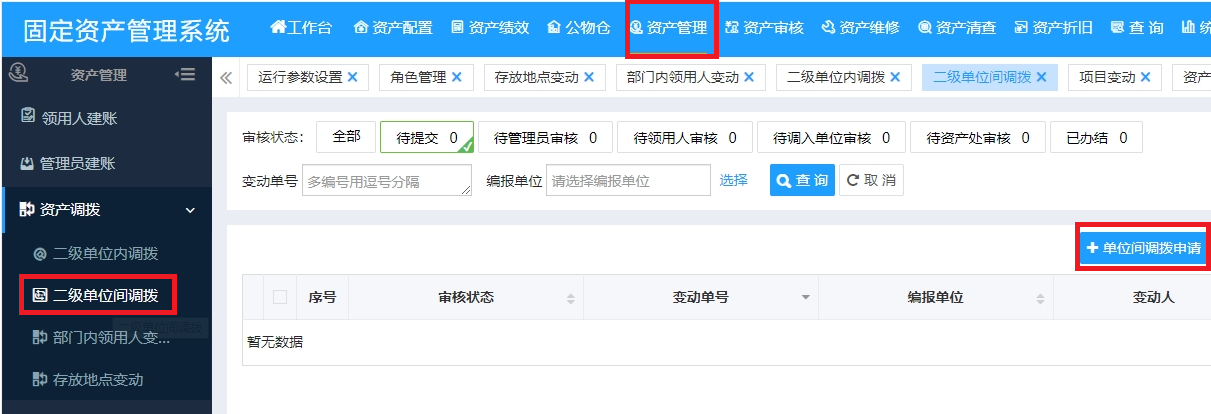 固定资产管理系统
工作台 资产配置 资产绩效 公物仓 资产管理 资产审核 资产维修 资产清查 资产折旧 查 询 统
资产管理
运行参数设置 角色管理 存放地点变动 部门内领用人变动 二级单位内调拨 二级单位间调拨 项目变动 资产
领用人建账
管理员建账
资产调拨
二级单位内调拨
二级单位间调拨
部门内领用人变...
存放地点变动
审核状态： 全部 待提交 0 待管理员审核 0 待领用人审核 0 待调入单位审核 0 待资产处审核 0 已办结 0
变动单号 多编号用逗号分隔 编报单位 请选择编报单位 选择 查 询 取 消
单位间调拨申请
序号 审核状态 变动单号 编报单位 变动人
暂无数据